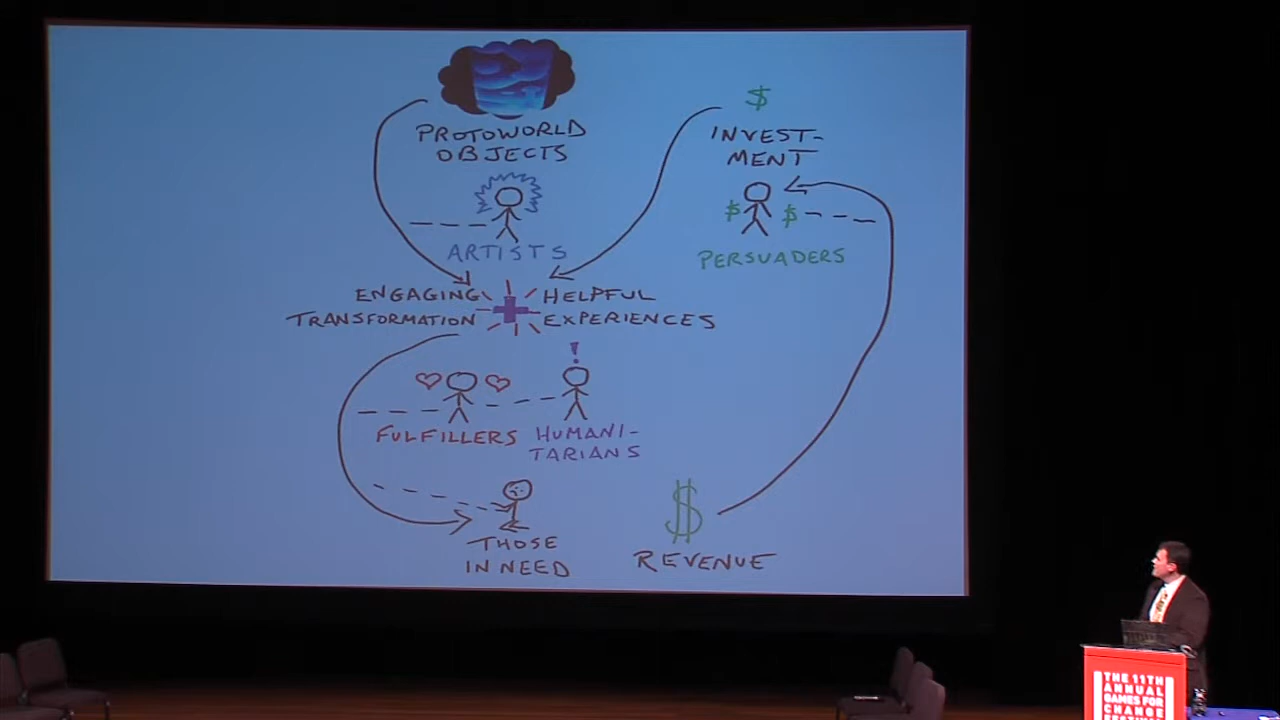 PROTOWORLD
OBJECTS
$
INVEST-
MENT
ARTISTS
$ $
PERSUADERS
ENGAGING
TRANSFORMATION
HELPFUL
EXPERIENCES
!
FULFILLERS
HUMANI-
TARIANS
THOSE
IN NEED
$
REVENUE
THE 11TH
ANNUAL
GAMES FOR
CHANGE